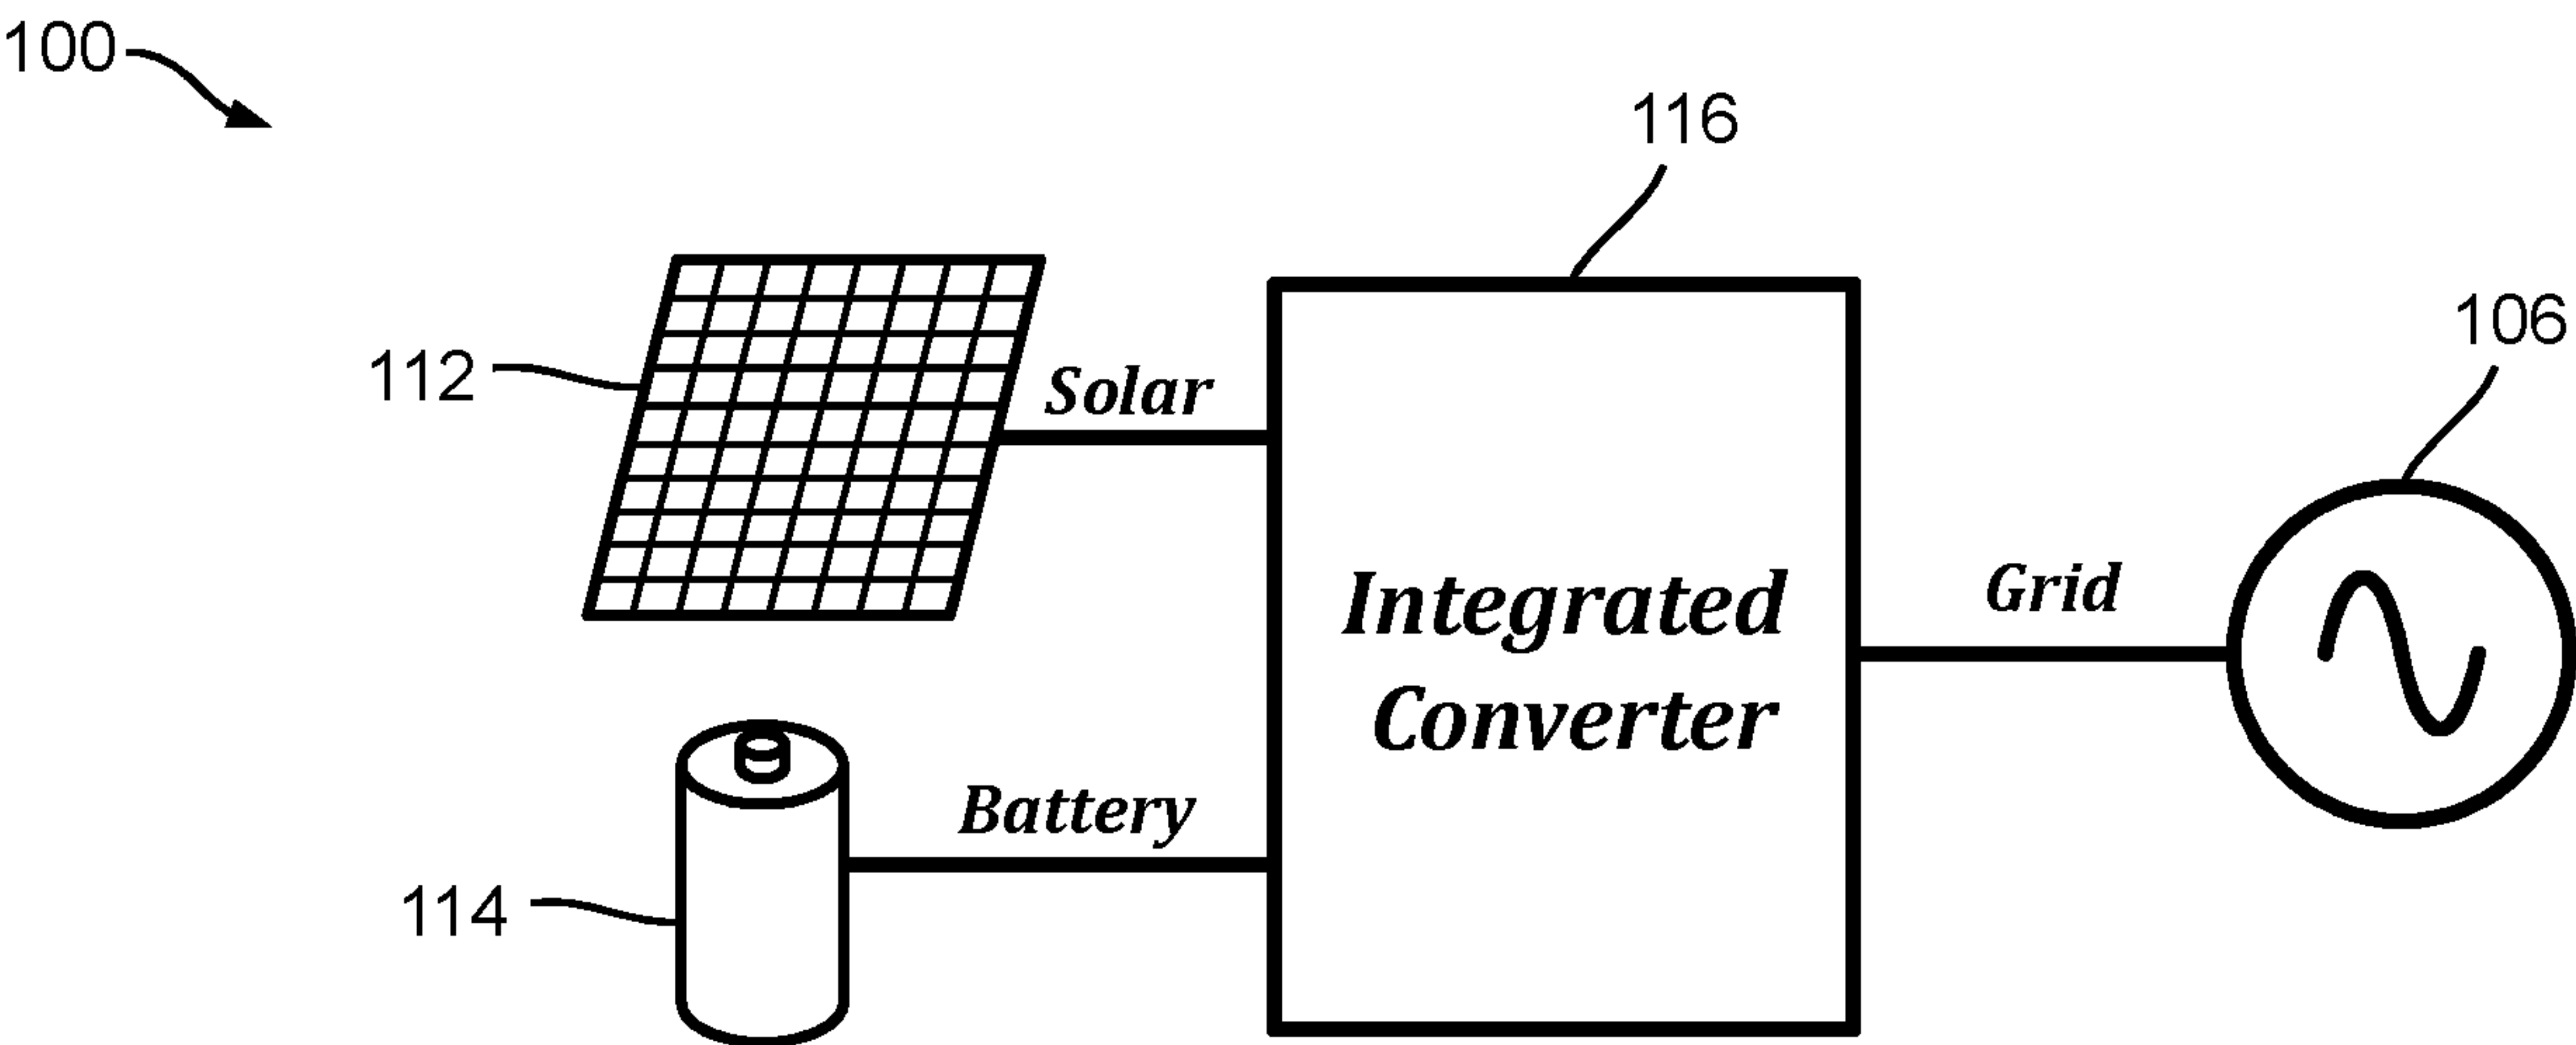 100
116
106
112
Solar
Grid
Integrated
Converter
Battery
114